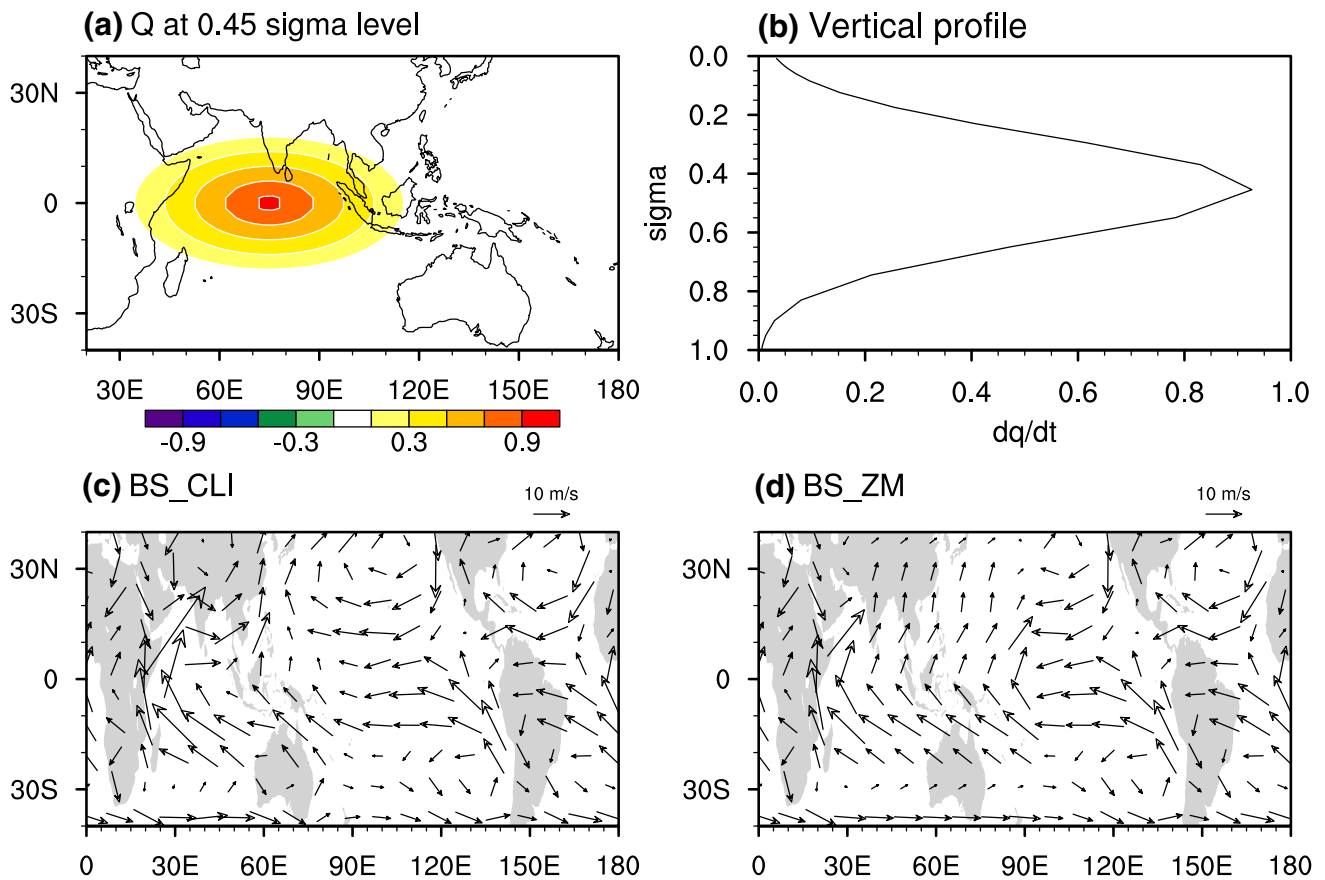 (a) Q at 0.45 sigma level
30N
0
30S
30E 60E 90E 120E 150E 180
-0.9 -0.3 0.3 0.9
(b) Vertical profile
sigma
0.0
0.2
0.4
0.6
0.8
1.0
0.0 0.2 0.4 0.6 0.8 1.0
dq/dt
(c) BS_CLI
10 m/s
30N
0
30S
0 30E 60E 90E 120E 150E 180
(d) BS_ZM
10 m/s
30N
0
30S
0 30E 60E 90E 120E 150E 180